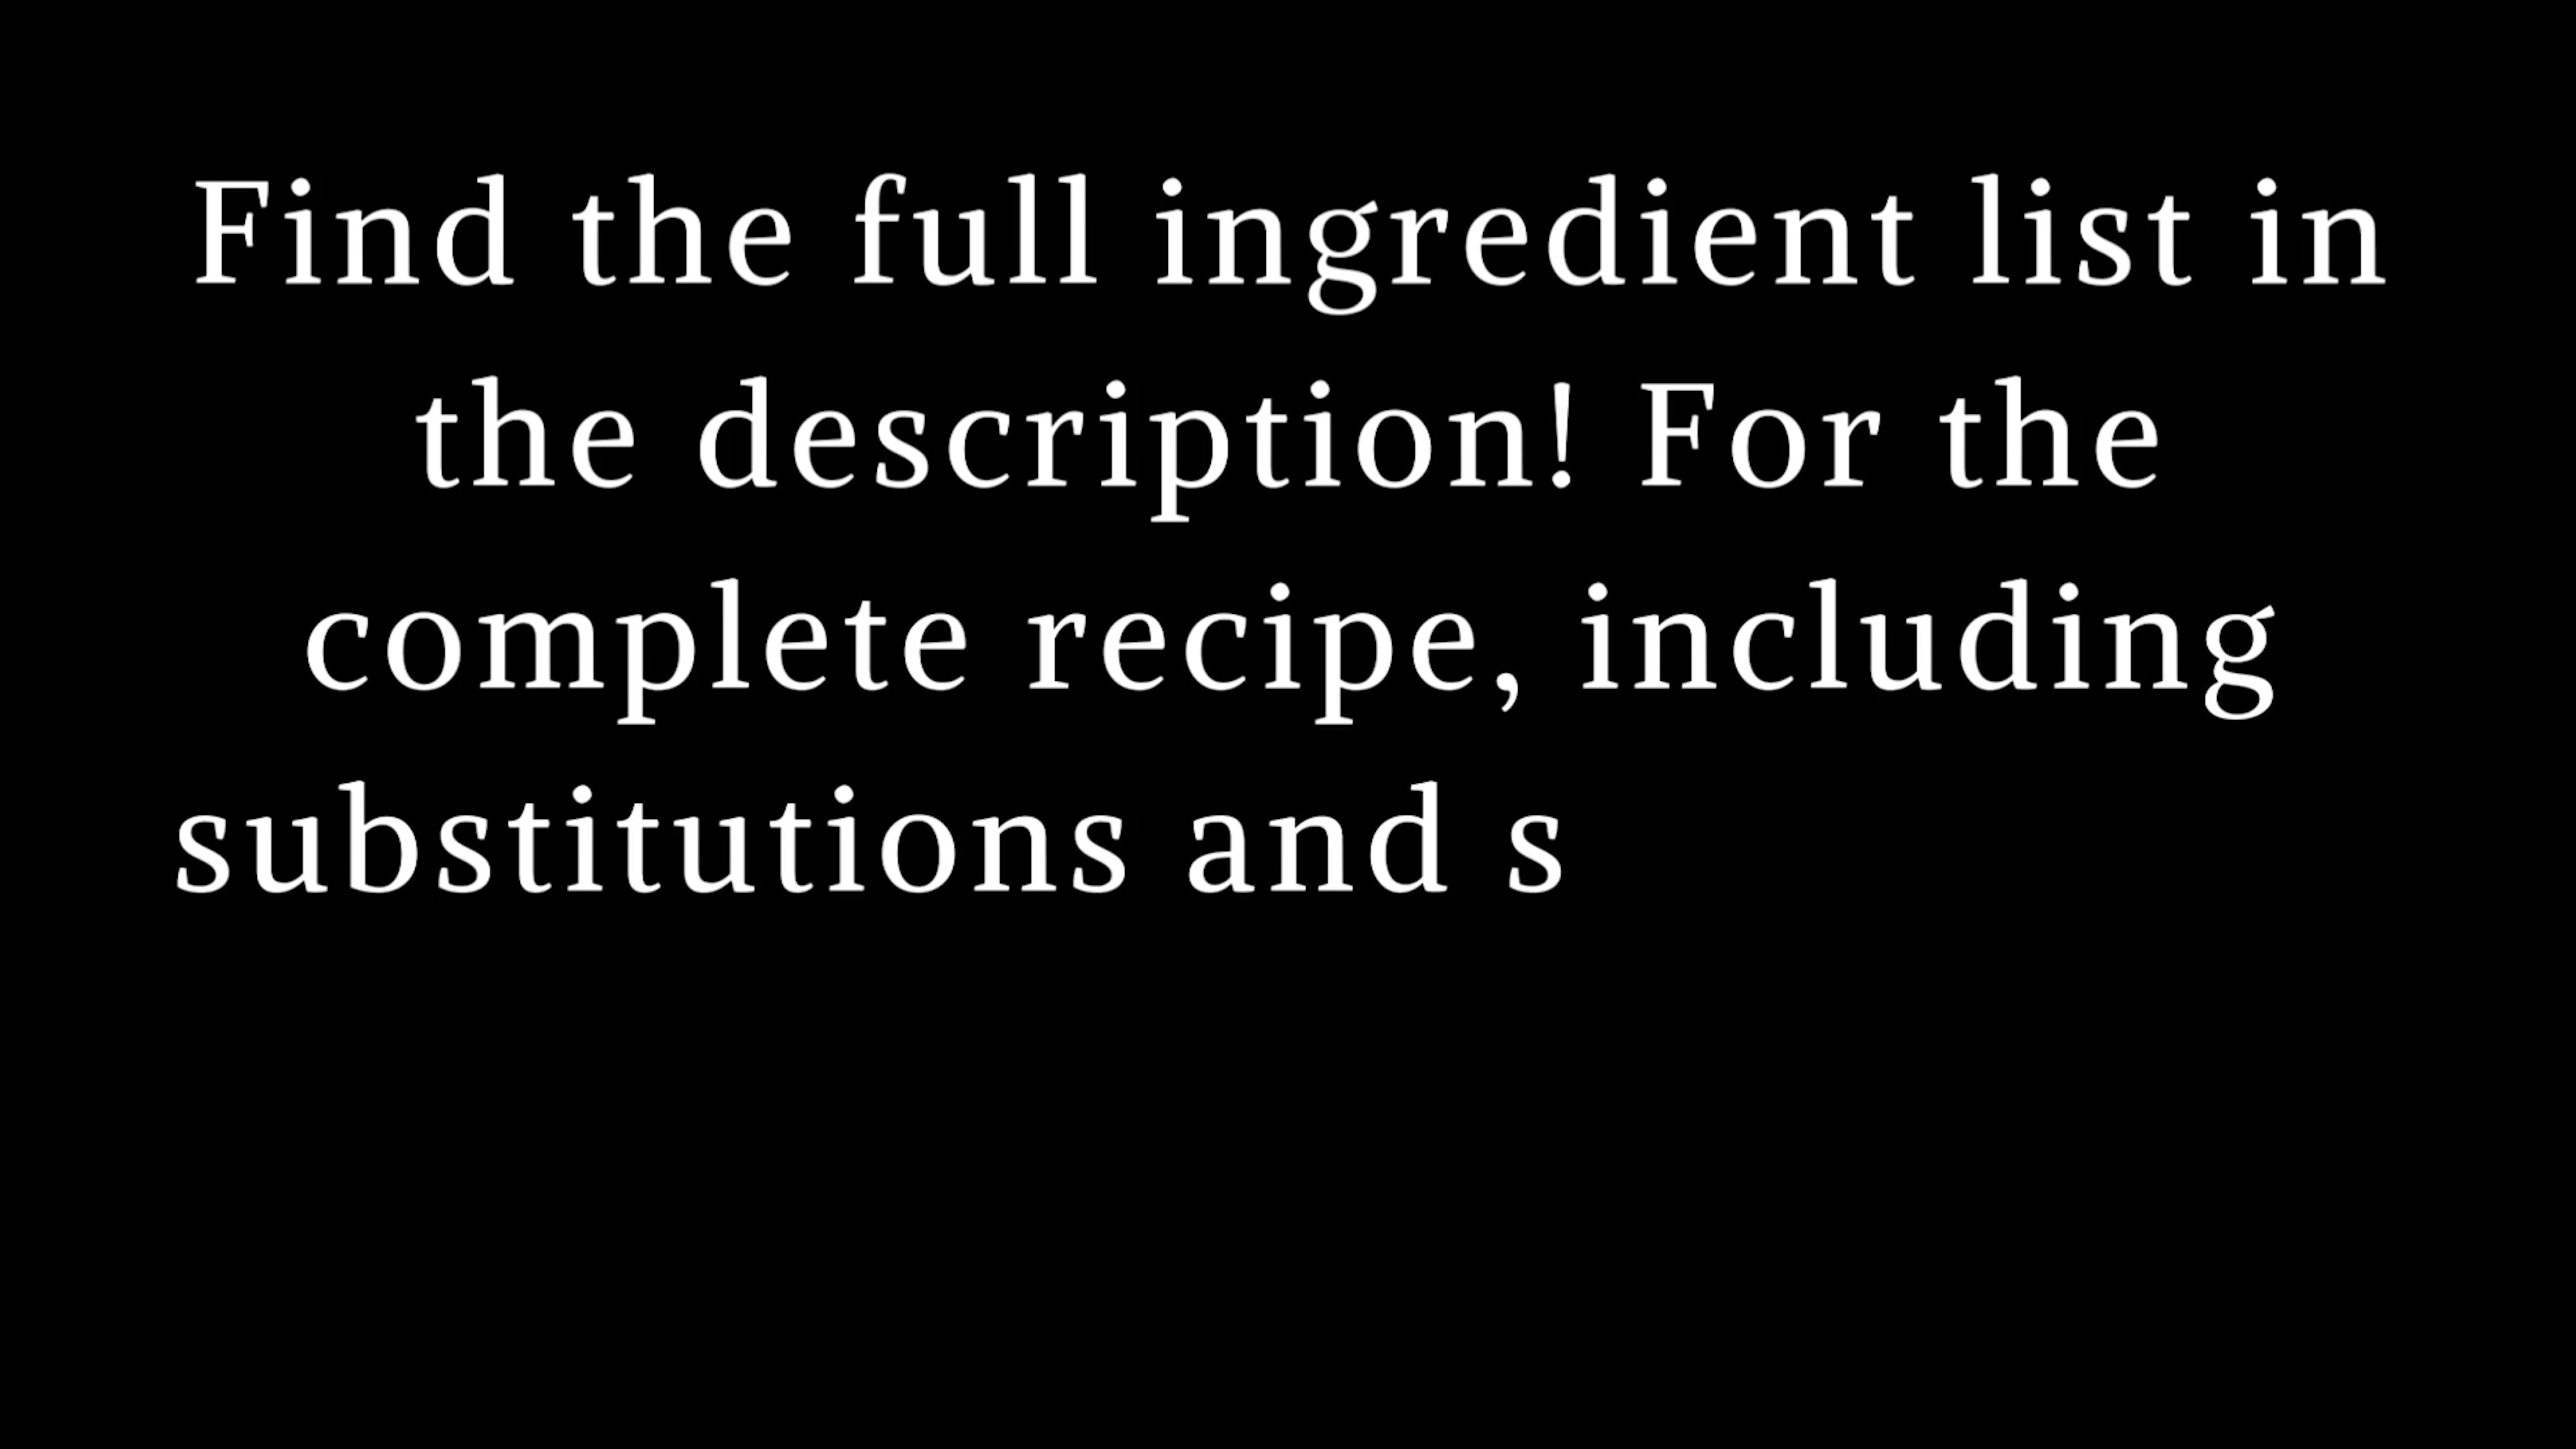 Find the full ingredient list in
the description! For the
complete recipe, including
substitutions and s